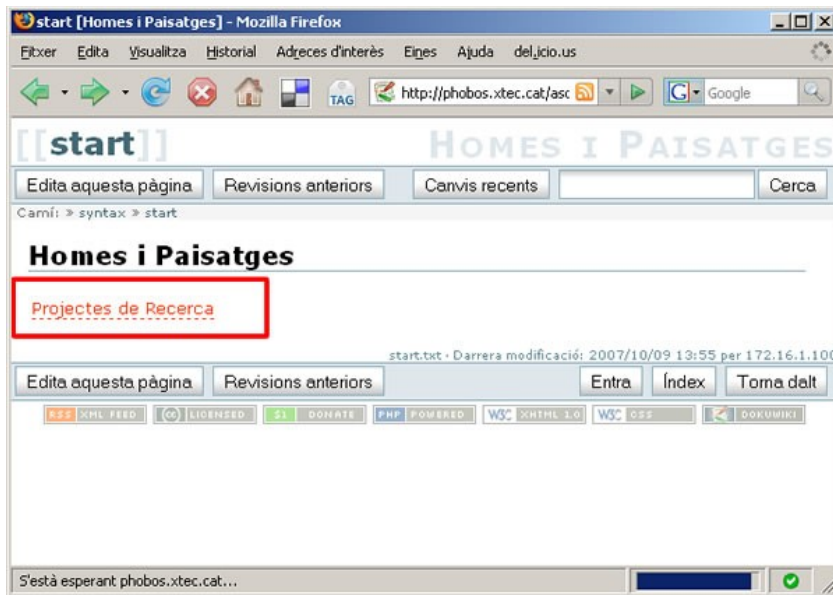 start [Homes i Paisatges] - Mozilla Firefox
Fitxer Edita Visualitza Historial Adreces d'interès Eines Ajuda del.icio.us
TAG http://phobos.xtec.cat/asc G Google
[[start]] HOMES I PAISATGES
Edita aquesta pàgina Revisions anteriors Canvis recents Cerca
Camí: » syntax » start
Homes i Paisatges
Projectes de Recerca
start.txt · Darrera modificació: 2007/10/09 13:55 per 172.16.1.100
Edita aquesta pàgina Revisions anteriors Entra Índex Torna dalt
RSS XML FEED (cc) LICENSED $1 DONATE PHP POWERED W3C XHTML 1.0 W3C CSS DOKUWIKI
S'està esperant phobos.xtec.cat...